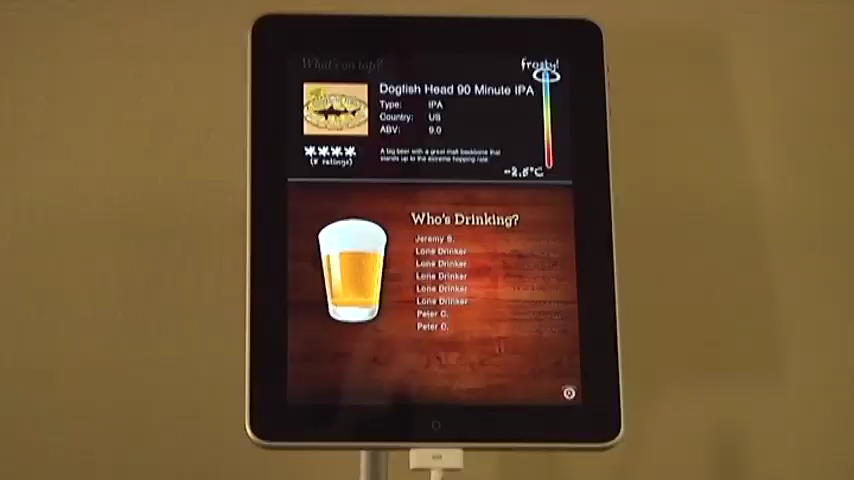 What's on tap?
frosty!
Dogfish Head 90 Minute IPA
Type: IPA
Country: US
ABV: 9.0
A big beer with a great malt backbone that
stands up to the extreme hopping rate.
(8 ratings)
-2.5°C
Who's Drinking?
Jeremy S.
Lone Drinker
Lone Drinker
Lone Drinker
Lone Drinker
Lone Drinker
Peter C.
Peter C.